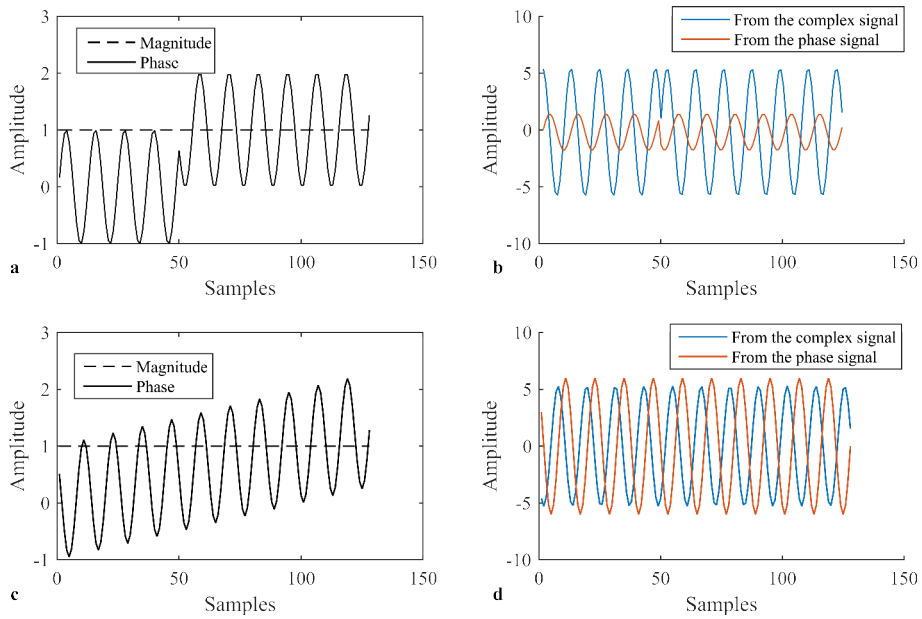 3
2
1
0
-1
Amplitude
Magnitude
Phase
0
50
100
150
Samples
a
10
5
0
-5
-10
Amplitude
From the complex signal
From the phase signal
0
50
100
150
Samples
b
3
2
1
0
-1
Amplitude
Magnitude
Phase
0
50
100
150
Samples
c
10
5
0
-5
-10
Amplitude
From the complex signal
From the phase signal
0
50
100
150
Samples
d